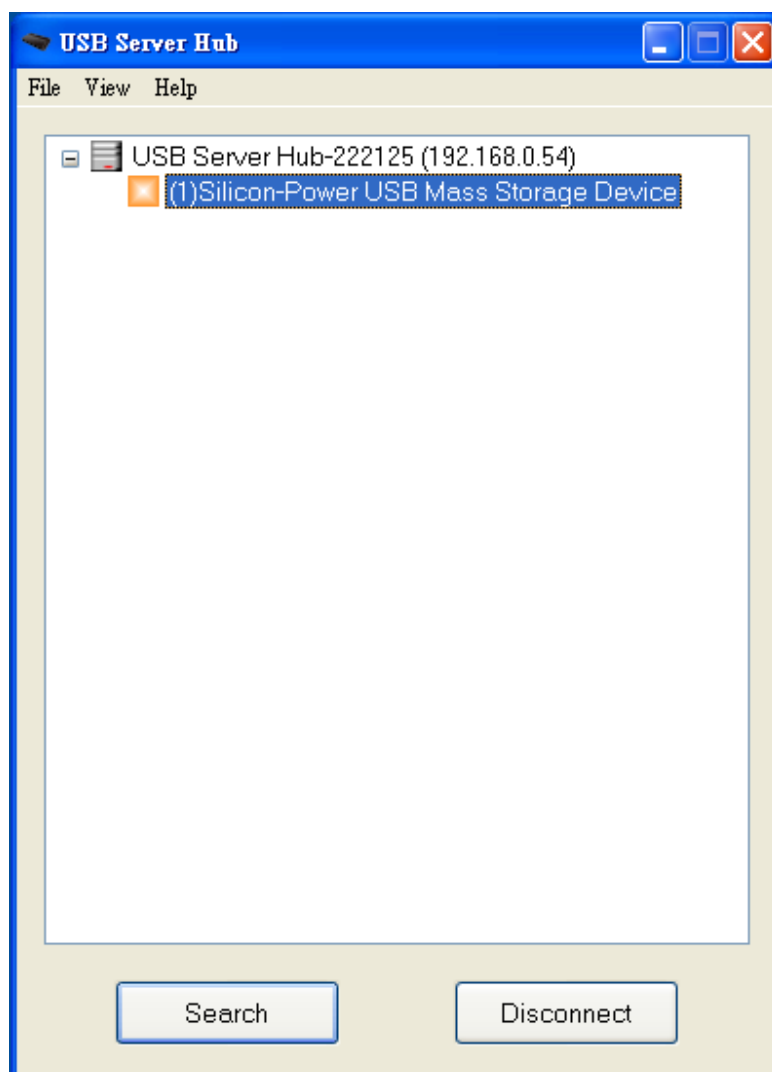 USB Server Hub
File View Help
USB Server Hub-222125 (192.168.0.54)
(1)Silicon-Power USB Mass Storage Device
Search Disconnect